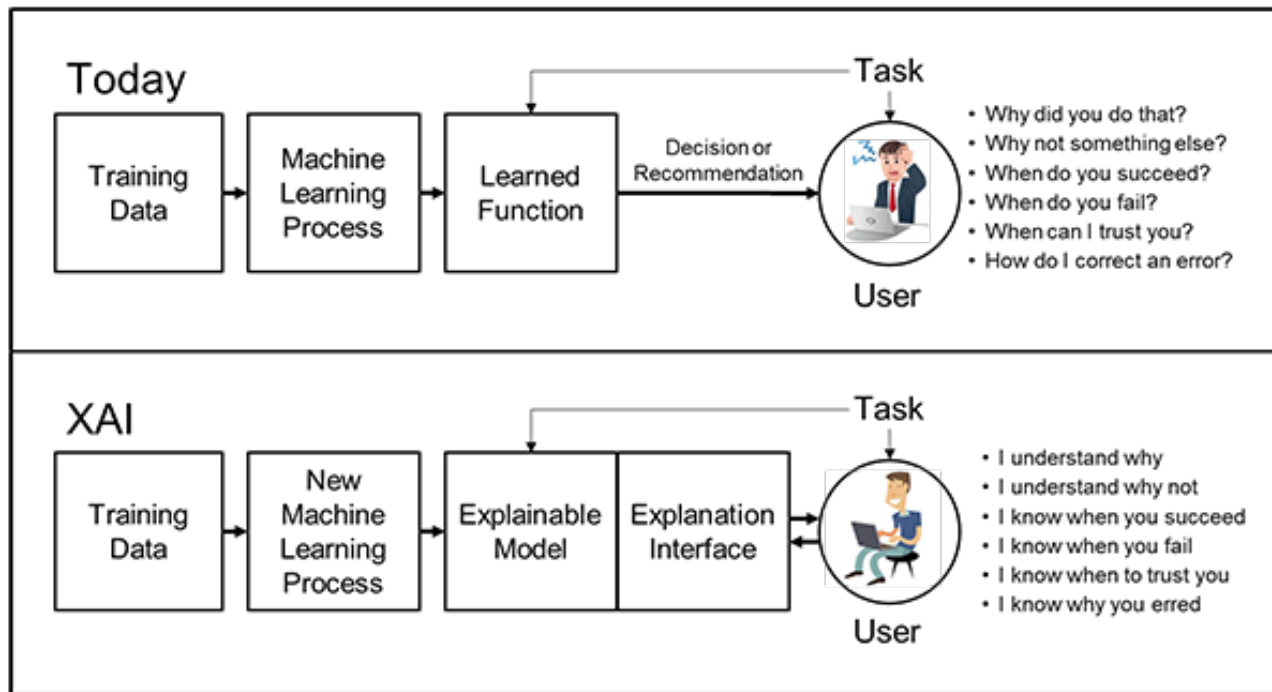 Today
Task
Training
Data
Machine
Learning
Process
Learned
Function
Decision or
Recommendation
User
• Why did you do that?
• Why not something else?
• When do you succeed?
• When do you fail?
• When can I trust you?
• How do I correct an error?
XAI
Task
Training
Data
New
Machine
Learning
Process
Explainable
Model
Explanation
Interface
User
• I understand why
• I understand why not
• I know when you succeed
• I know when you fail
• I know when to trust you
• I know why you erred